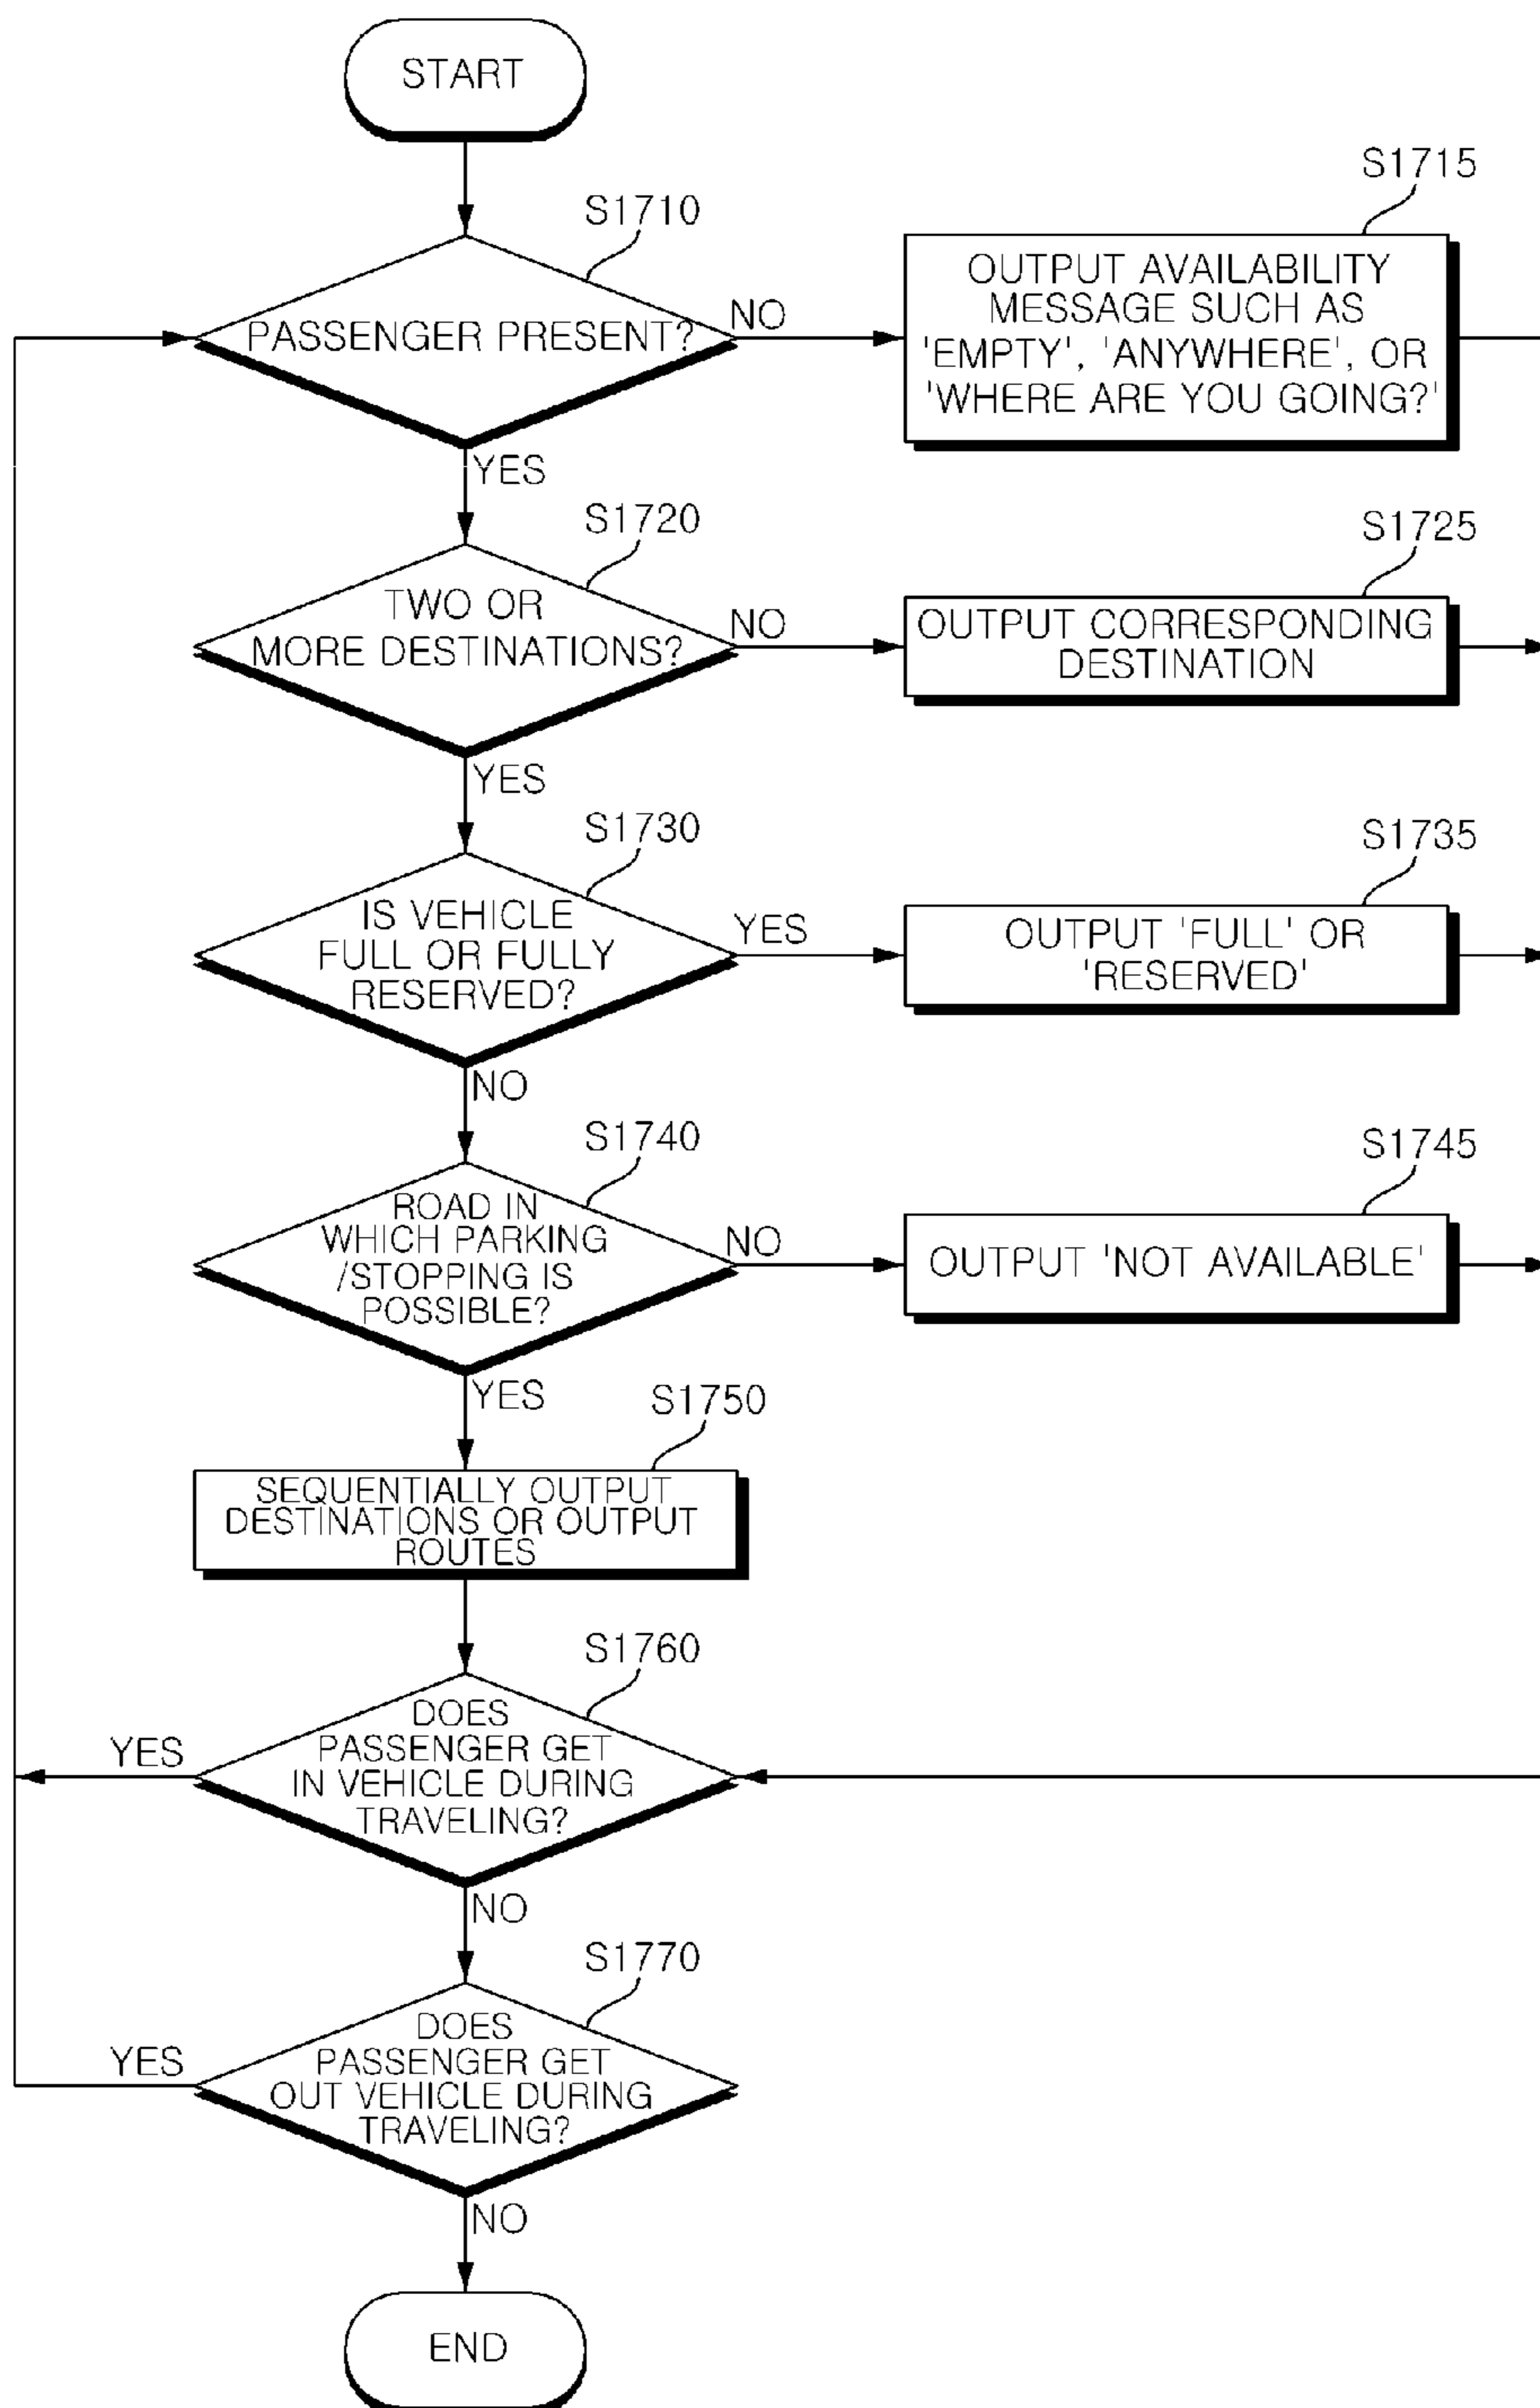 START
S1710
PASSENGER PRESENT?
NO
S1715
OUTPUT AVAILABILITY
MESSAGE SUCH AS
'EMPTY', 'ANYWHERE', OR
'WHERE ARE YOU GOING?'
YES
S1720
TWO OR
MORE DESTINATIONS?
NO
S1725
OUTPUT CORRESPONDING
DESTINATION
YES
S1730
IS VEHICLE
FULL OR FULLY
RESERVED?
YES
S1735
OUTPUT 'FULL' OR
'RESERVED'
NO
S1740
ROAD IN
WHICH PARKING
/STOPPING IS
POSSIBLE?
NO
S1745
OUTPUT 'NOT AVAILABLE'
YES
S1750
SEQUENTIALLY OUTPUT
DESTINATIONS OR OUTPUT
ROUTES
S1760
DOES
PASSENGER GET
IN VEHICLE DURING
TRAVELING?
YES
NO
S1770
DOES
PASSENGER GET
OUT VEHICLE DURING
TRAVELING?
YES
NO
END